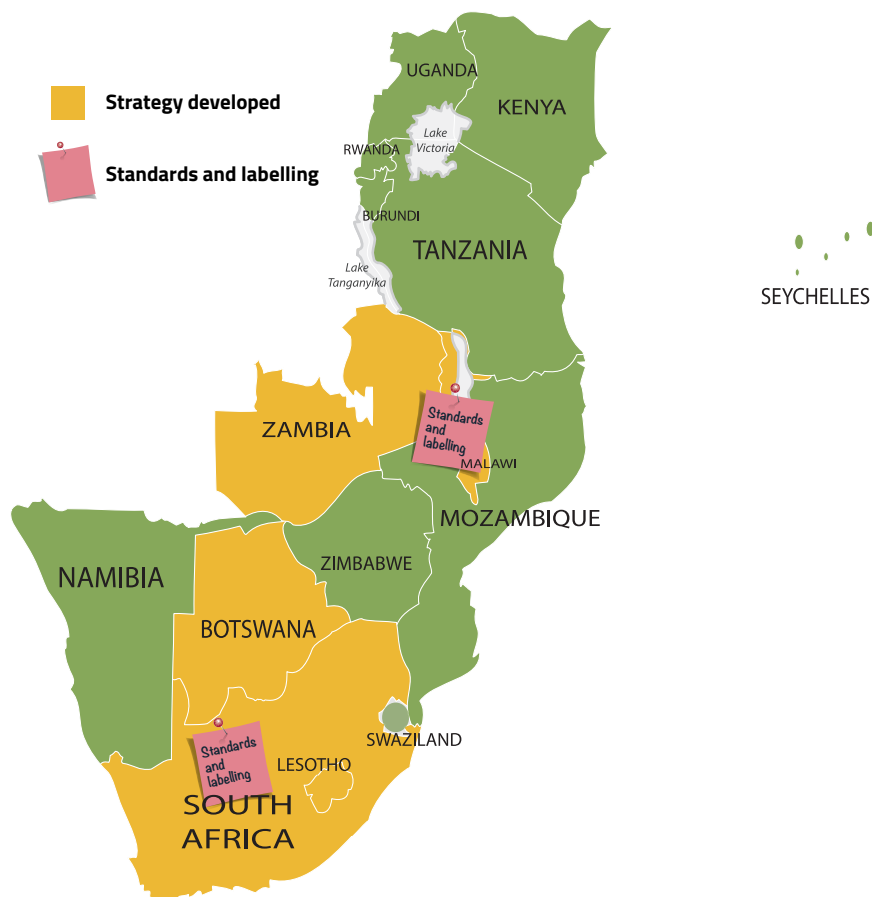 Strategy developed
Standards and labelling
UGANDA
KENYA
Lake
Victoria
RWANDA
BURUNDI
TANZANIA
Lake
Tanganyika
SEYCHELLES
Standards
and
labelling
ZAMBIA
MALAWI
MOZAMBIQUE
ZIMBABWE
NAMIBIA
BOTSWANA
SWAZILAND
Standards
and
labelling
LESOTHO
SOUTH
AFRICA